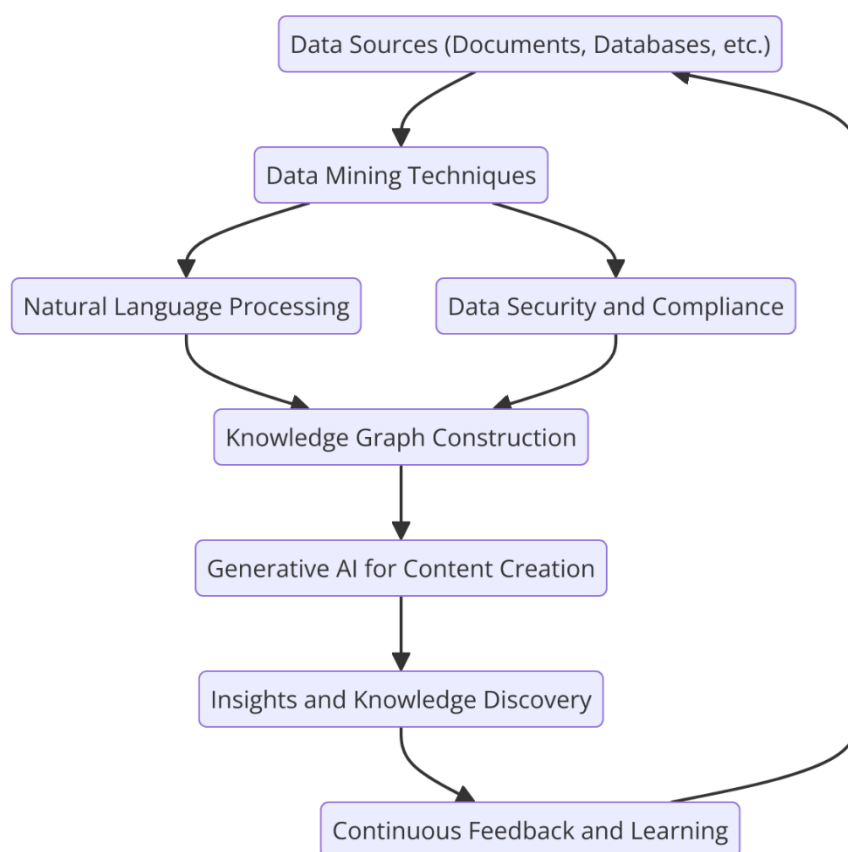 Data Sources (Documents, Databases, etc.)
Data Mining Techniques
Natural Language Processing
Data Security and Compliance
Knowledge Graph Construction
Generative AI for Content Creation
Insights and Knowledge Discovery
Continuous Feedback and Learning